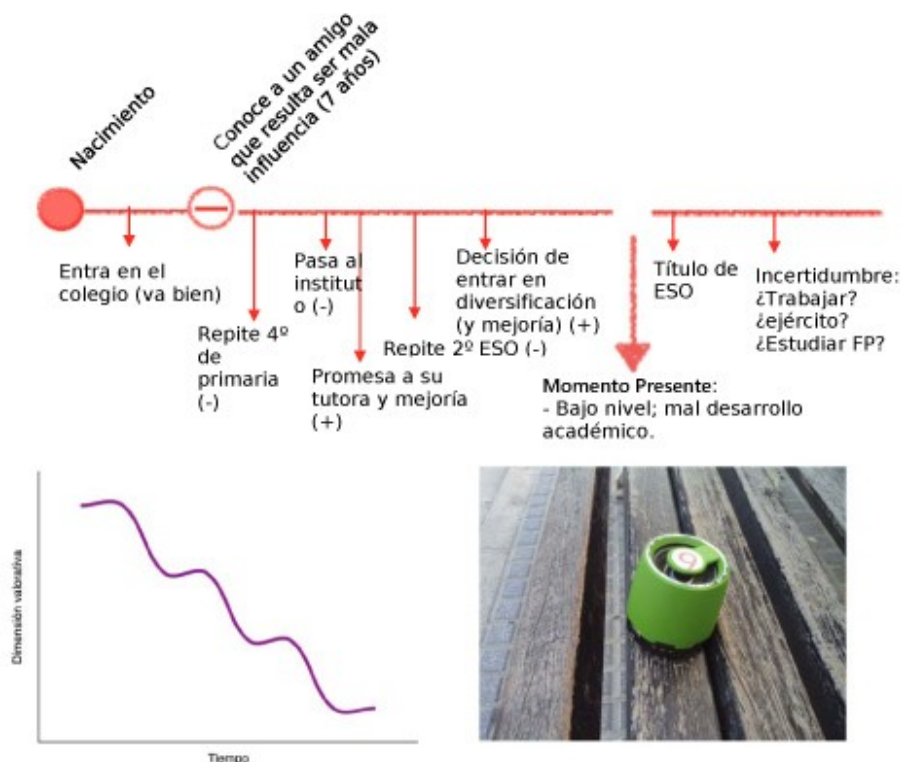 Nacimiento
Conoce a un amigo
que resulta ser mala
influencia (7 años)
Entra en el
colegio (va bien)
Repite 4º
de
primaria
(-)
Pasa al
institut
o (-)
Promesa a su
tutora y mejoría
(+)
Repite 2º ESO (-)
Decisión de
entrar en
diversificación
(y mejoría) (+)
Momento Presente:
- Bajo nivel; mal desarrollo
académico.
Título de
ESO
Incertidumbre:
¿Trabajar?
¿ejército?
¿Estudiar FP?
Dimensión valorativa
Tiempo